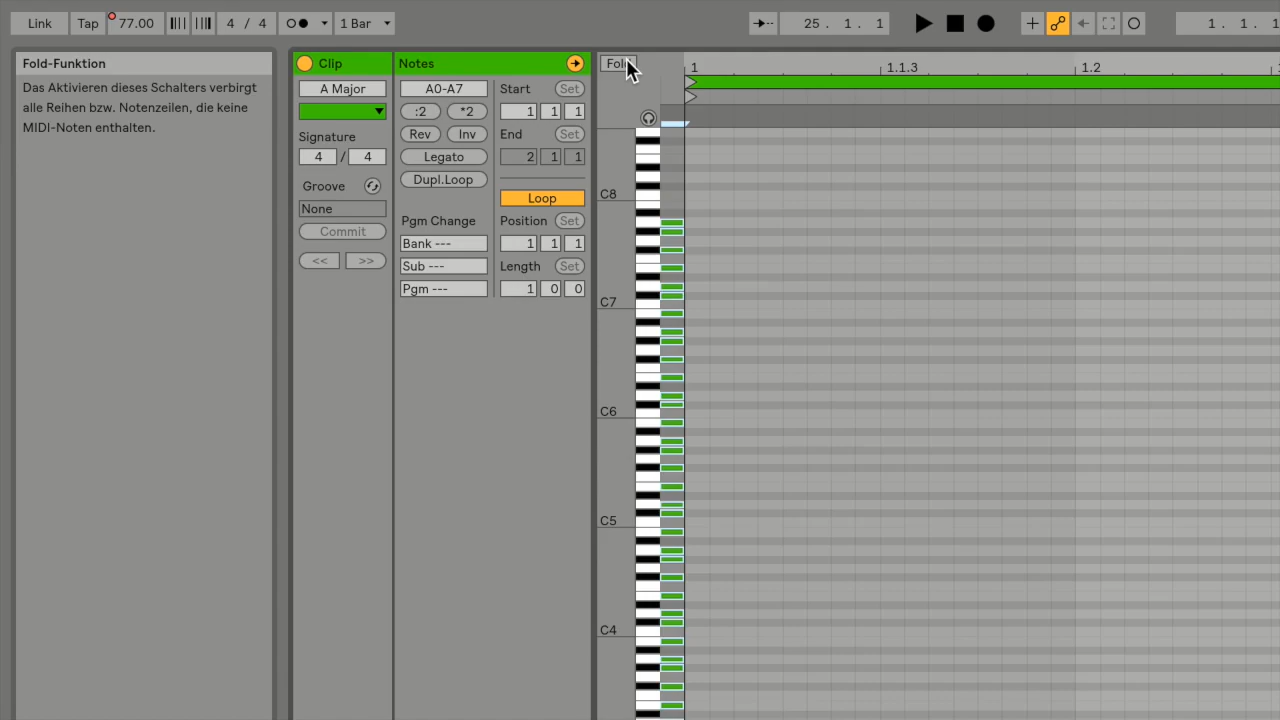 Link Tap 77.00 4 / 4 1 Bar 25. 1. 1 1. 1. 1
Fold-Funktion
Das Aktivieren dieses Schalters verbirgt
alle Reihen bzw. Notenzeilen, die keine
MIDI-Noten enthalten.
Clip
A Major
Signature
4 / 4
Groove
None
Commit
<< >>
Notes
A0-A7
:2 *2
Rev Inv
Legato
Dupl.Loop
Pgm Change
Bank ---
Sub ---
Pgm ---
Start Set
1 1 1
End Set
2 1 1
Loop
Position Set
1 1 1
Length Set
1 0 0
1 1.1.3 1.2
C8
C7
C6
C5
C4